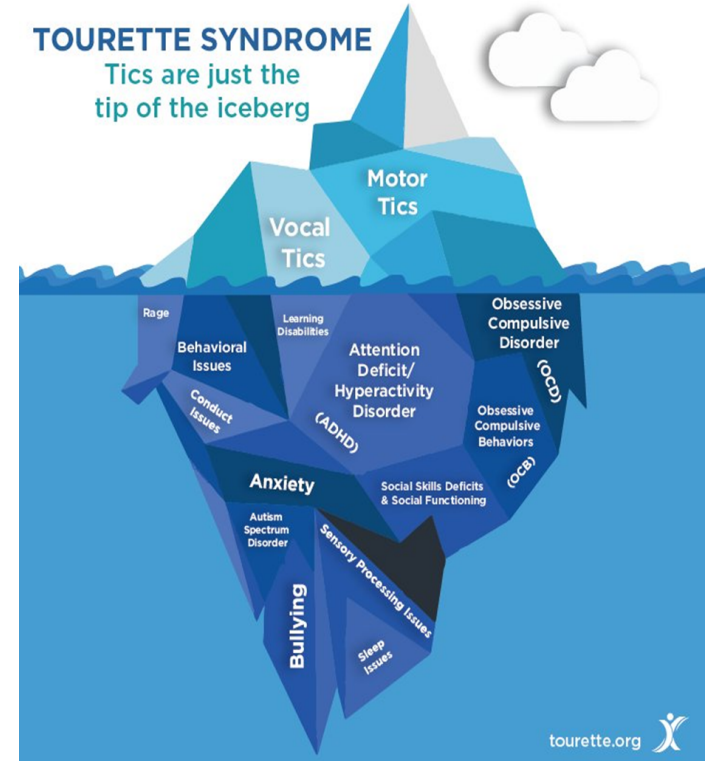 TOURETTE SYNDROME
Tics are just the
tip of the iceberg
Motor
Tics
Vocal
Tics
Rage
Behavioral
Issues
Learning
Disabilities
Attention
Deficit/
Hyperactivity
Disorder
(ADHD)
Obsessive
Compulsive
Disorder
(OCD)
Conduct
Issues
Obsessive
Compulsive
Behaviors
(OCB)
Anxiety
Social Skills Deficits
& Social Functioning
Autism
Spectrum
Disorder
Sensory Processing Issues
Bullying
Sleep
Issues
tourette.org